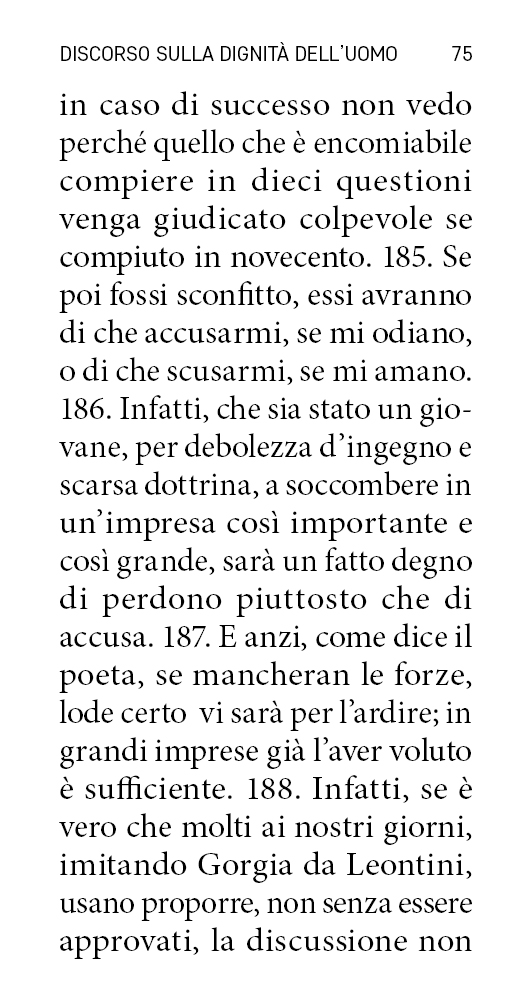 DISCORSO SULLA DIGNITÀ DELL’UOMO 75
in caso di successo non vedo
perché quello che è encomiabile
compiere in dieci questioni
venga giudicato colpevole se
compiuto in novecento. 185. Se
poi fossi sconfitto, essi avranno
di che accusarmi, se mi odiano,
o di che scusarmi, se mi amano.
186. Infatti, che sia stato un gio-
vane, per debolezza d’ingegno e
scarsa dottrina, a soccombere in
un’impresa così importante e
così grande, sarà un fatto degno
di perdono piuttosto che di
accusa. 187. E anzi, come dice il
poeta, se mancheran le forze,
lode certo vi sarà per l’ardire; in
grandi imprese già l’aver voluto
è sufficiente. 188. Infatti, se è
vero che molti ai nostri giorni,
imitando Gorgia da Leontini,
usano proporre, non senza essere
approvati, la discussione non